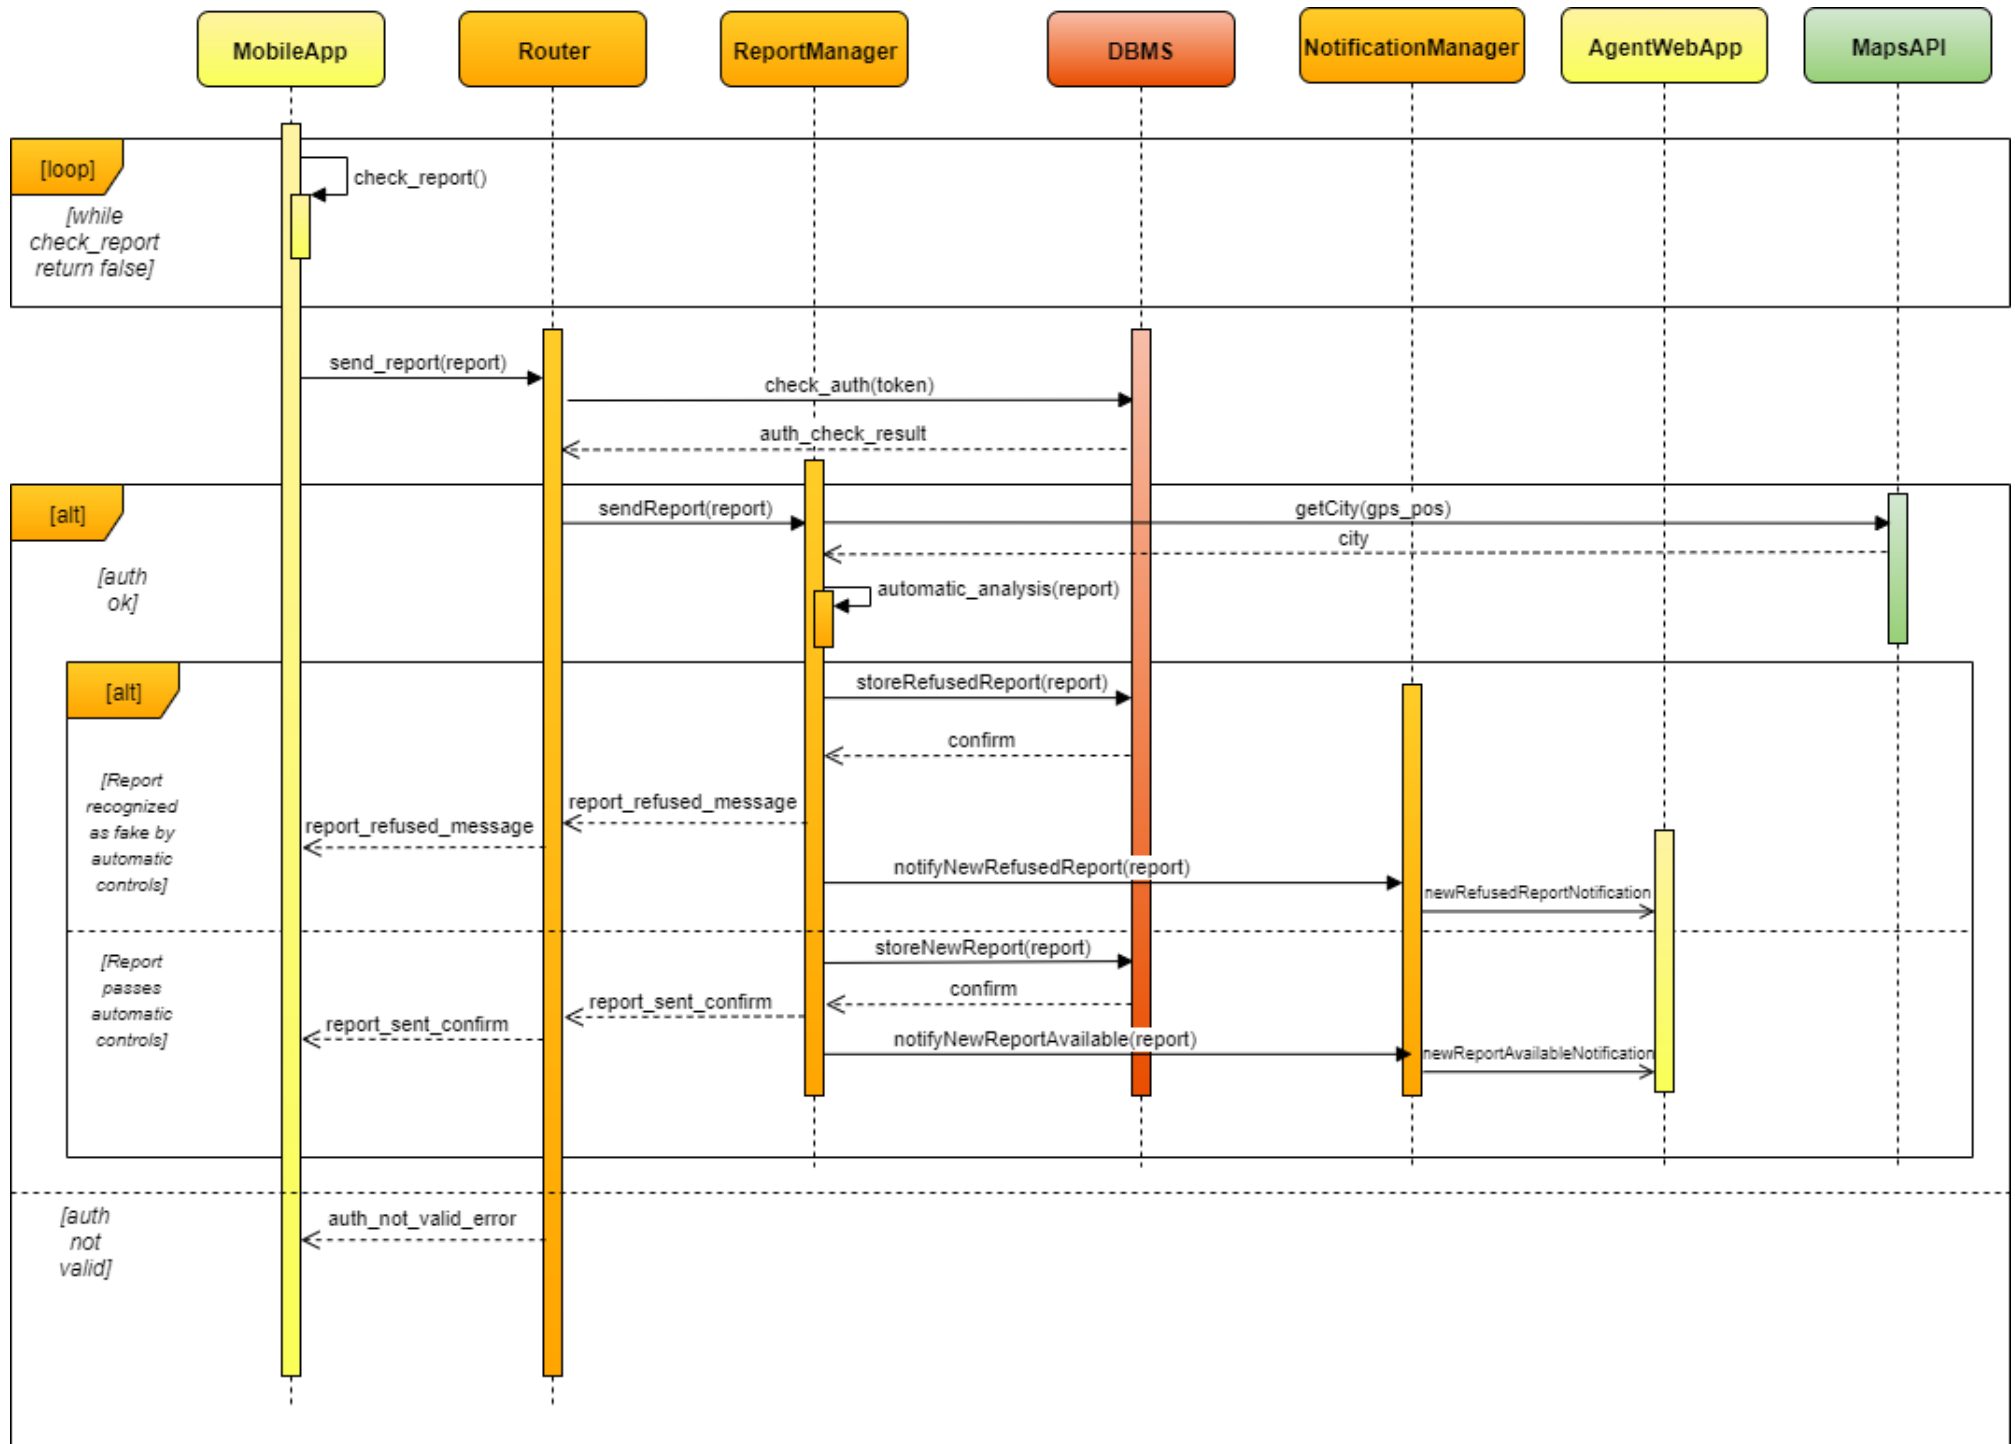 MobileApp
Router
ReportManager
DBMS
NotificationManager
AgentWebApp
MapsAPI
[loop]
check_report()
[while
check_report
return false]
send_report(report)
check_auth(token)
auth_check_result
[alt]
sendReport(report)
getCity(gps_pos)
city
[auth
ok]
automatic_analysis(report)
[alt]
storeRefusedReport(report)
confirm
[Report
recognized
as fake by
automatic
controls]
report_refused_message
report_refused_message
notifyNewRefusedReport(report)
newRefusedReportNotification
[Report
passes
automatic
controls]
storeNewReport(report)
confirm
report_sent_confirm
report_sent_confirm
notifyNewReportAvailable(report)
newReportAvailableNotification
[auth
not
valid]
auth_not_valid_error